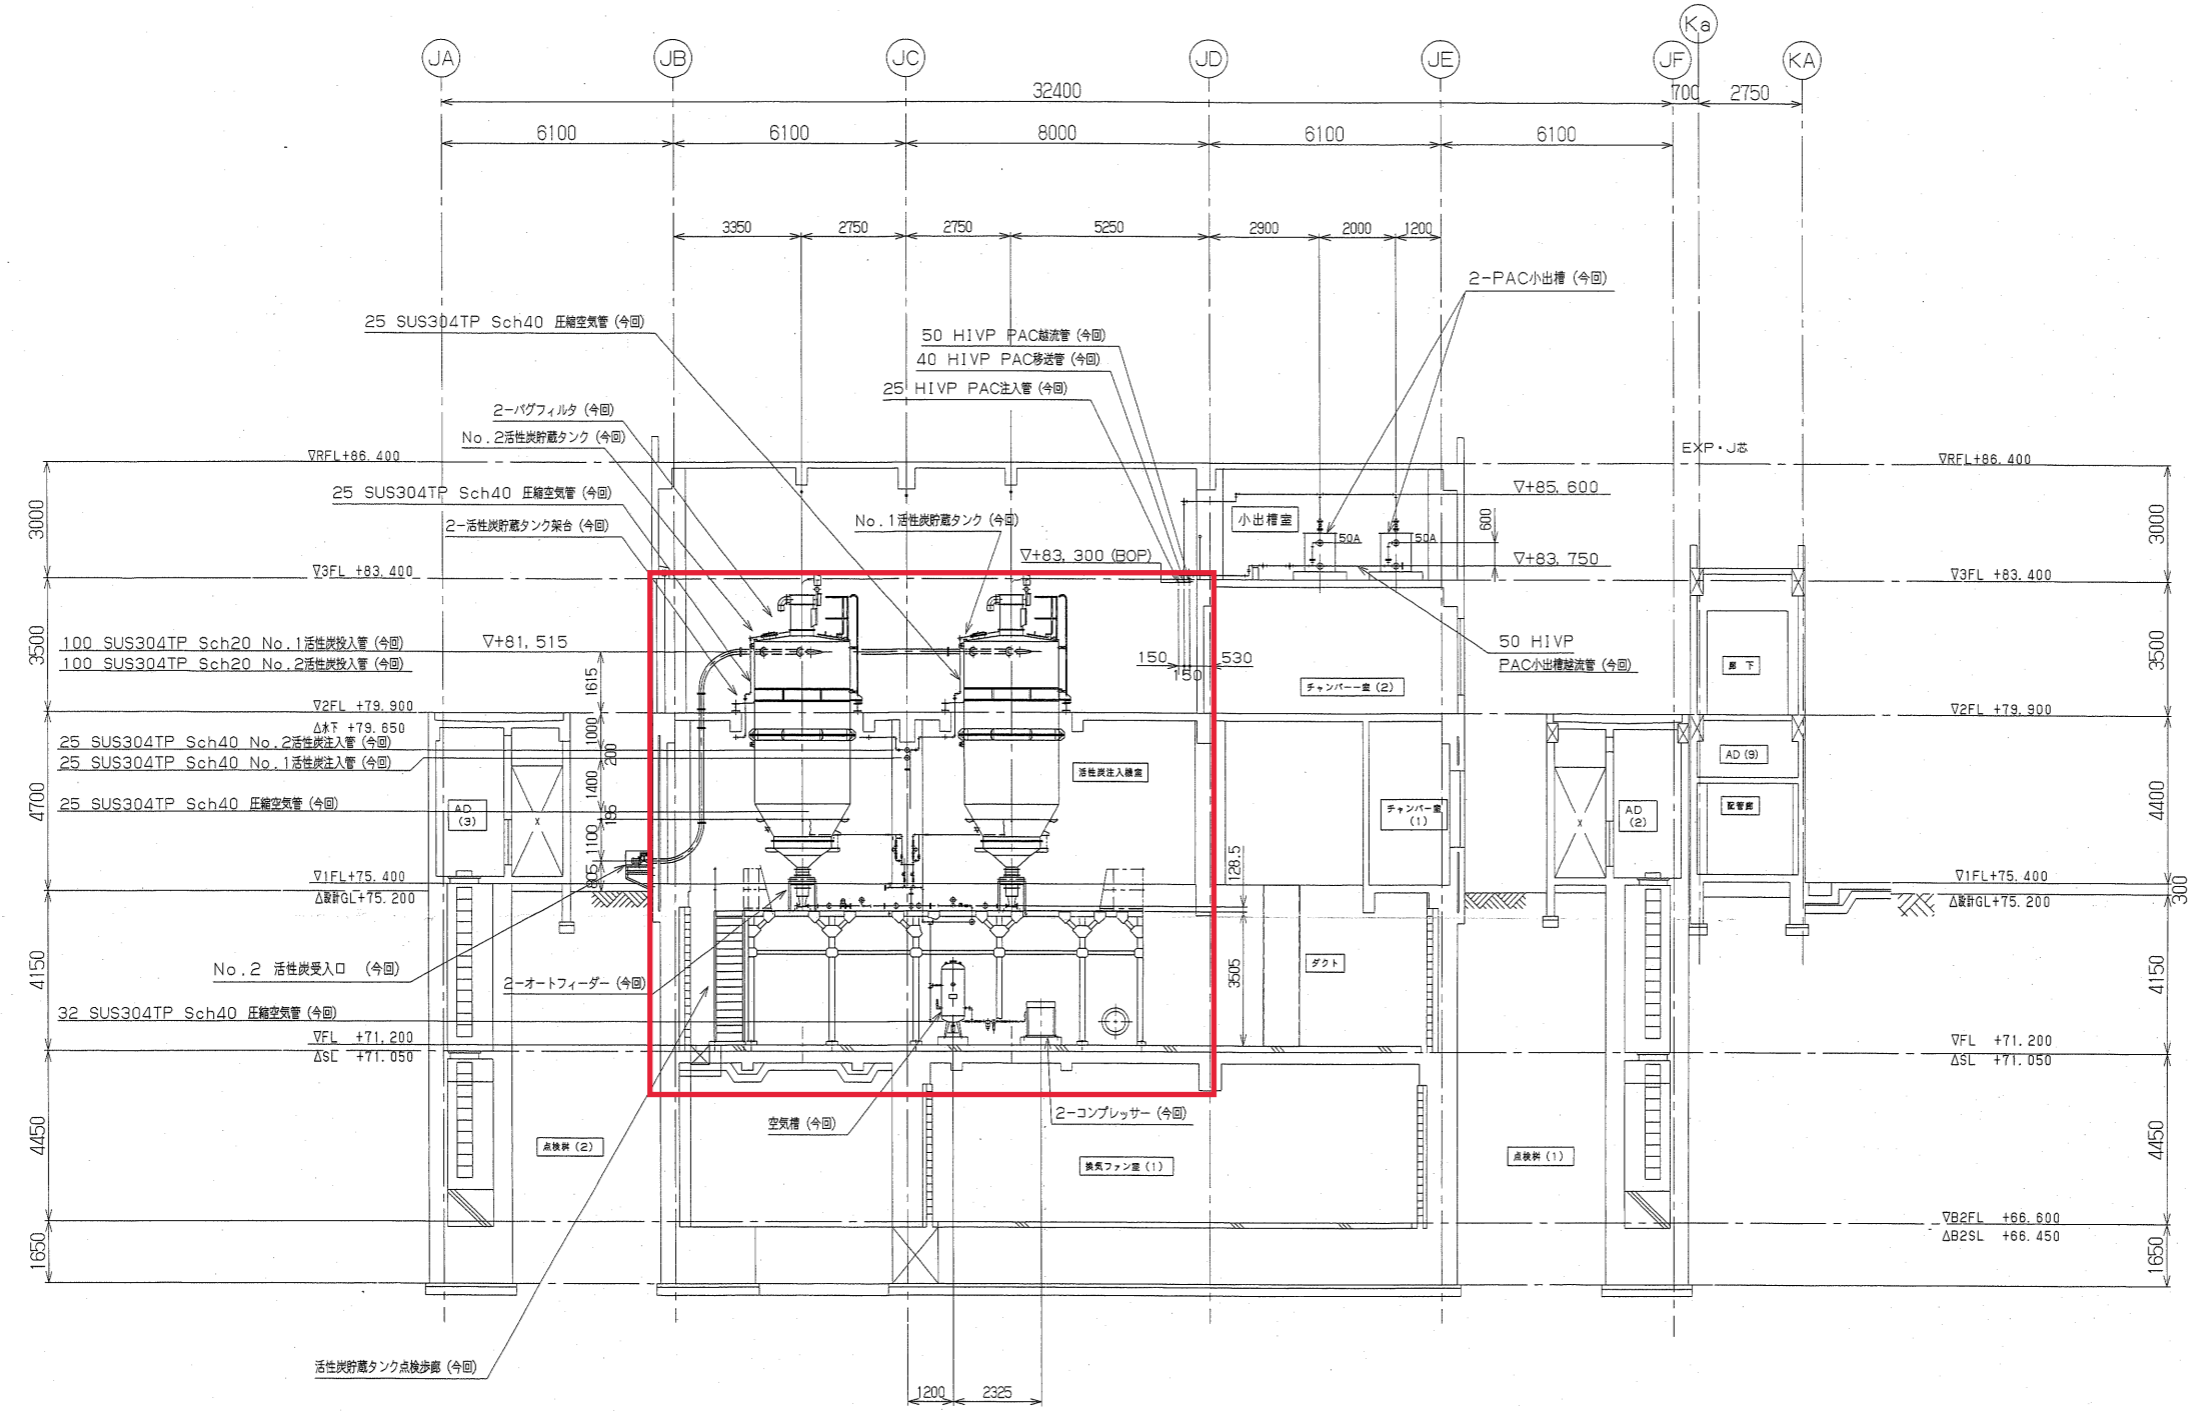 Ka
JA
JB
JC
JD
JE
JF
KA
32400
700
2750
6100
6100
8000
6100
6100
3350
2750
2750
5250
2900
2000
1200
2-PAC小出槽 (今回)
25 SUS304TP Sch40 圧縮空気管 (今回)
50 HIVP PAC越流管 (今回)
40 HIVP PAC移送管 (今回)
25 HIVP PAC注入管 (今回)
2-バグフィルタ (今回)
No.2活性炭貯蔵タンク (今回)
EXP・J芯
▽RFL+86.400
▽RFL+86.400
25 SUS304TP Sch40 圧縮空気管 (今回)
▽+85,600
2-活性炭貯蔵タンク架台 (今回)
No.1活性炭貯蔵タンク (今回)
小出槽室
600
50A
50A
3000
3000
▽+83,300 (BOP)
▽+83,750
▽3FL +83.400
▽3FL +83.400
100 SUS304TP Sch20 No.1活性炭投入管 (今回)
▽+81,515
100 SUS304TP Sch20 No.2活性炭投入管 (今回)
50 HIVP
PAC小出槽越流管 (今回)
150
530
150
廊 下
3500
3500
1615
チャンバー室 (2)
▽2FL +79.900
▽2FL +79.900
△水下 +79.650
1000
25 SUS304TP Sch40 No.2活性炭注入管 (今回)
25 SUS304TP Sch40 No.1活性炭注入管 (今回)
200
AD (9)
活性炭注入機室
1400
25 SUS304TP Sch40 圧縮空気管 (今回)
4700
4400
195
AD
(3)
X
チャンバー室
(1)
X
AD
(2)
配管廊
1100
805
128.5
▽1FL+75.400
▽1FL+75.400
△設計GL+75.200
△設計GL+75.200
300
No.2 活性炭受入口 (今回)
2-オートフィーダー (今回)
3505
ダクト
4150
4150
32 SUS304TP Sch40 圧縮空気管 (今回)
▽FL +71.200
▽FL +71.200
△SL +71.050
△SL +71.050
空気槽 (今回)
2-コンプレッサー (今回)
点検桝 (2)
換気ファン室 (1)
点検桝 (1)
4450
4450
▽B2FL +66.600
△B2SL +66.450
1650
1650
活性炭貯蔵タンク点検歩廊 (今回)
1200
2325